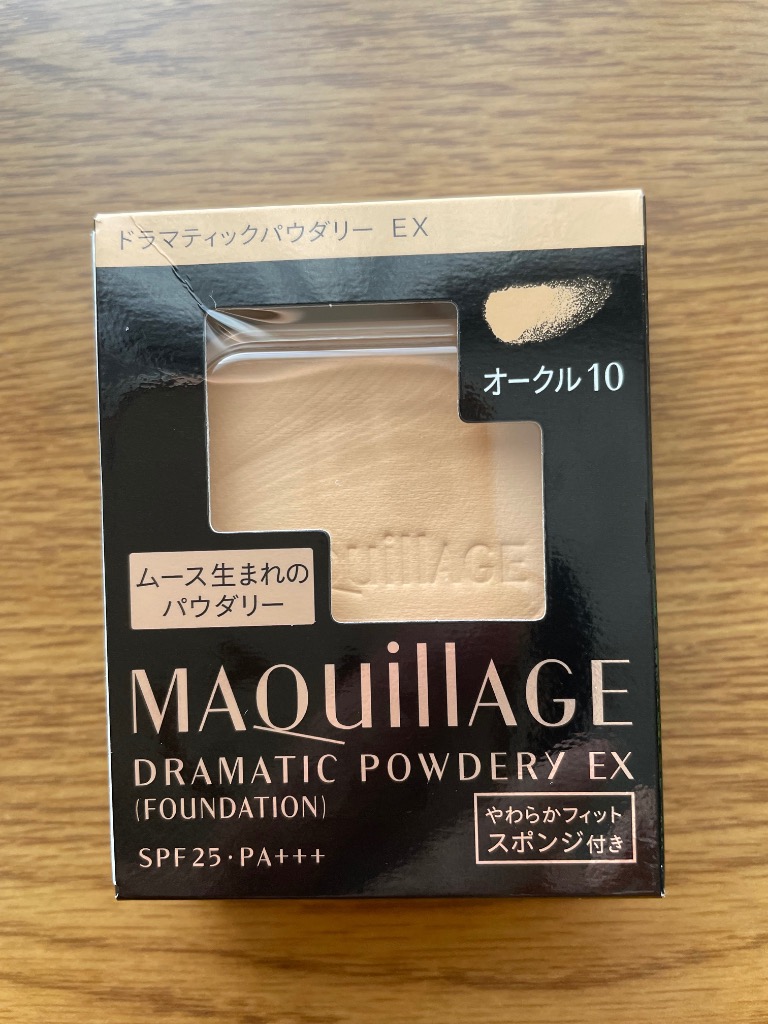 ドラマティックパウダリー EX
オークル10
quillAGE
ムース生まれの
パウダリー
MAQuillAGE
DRAMATIC POWDERY EX
(FOUNDATION)
SPF25・PA+++
やわらかフィット
スポンジ付き